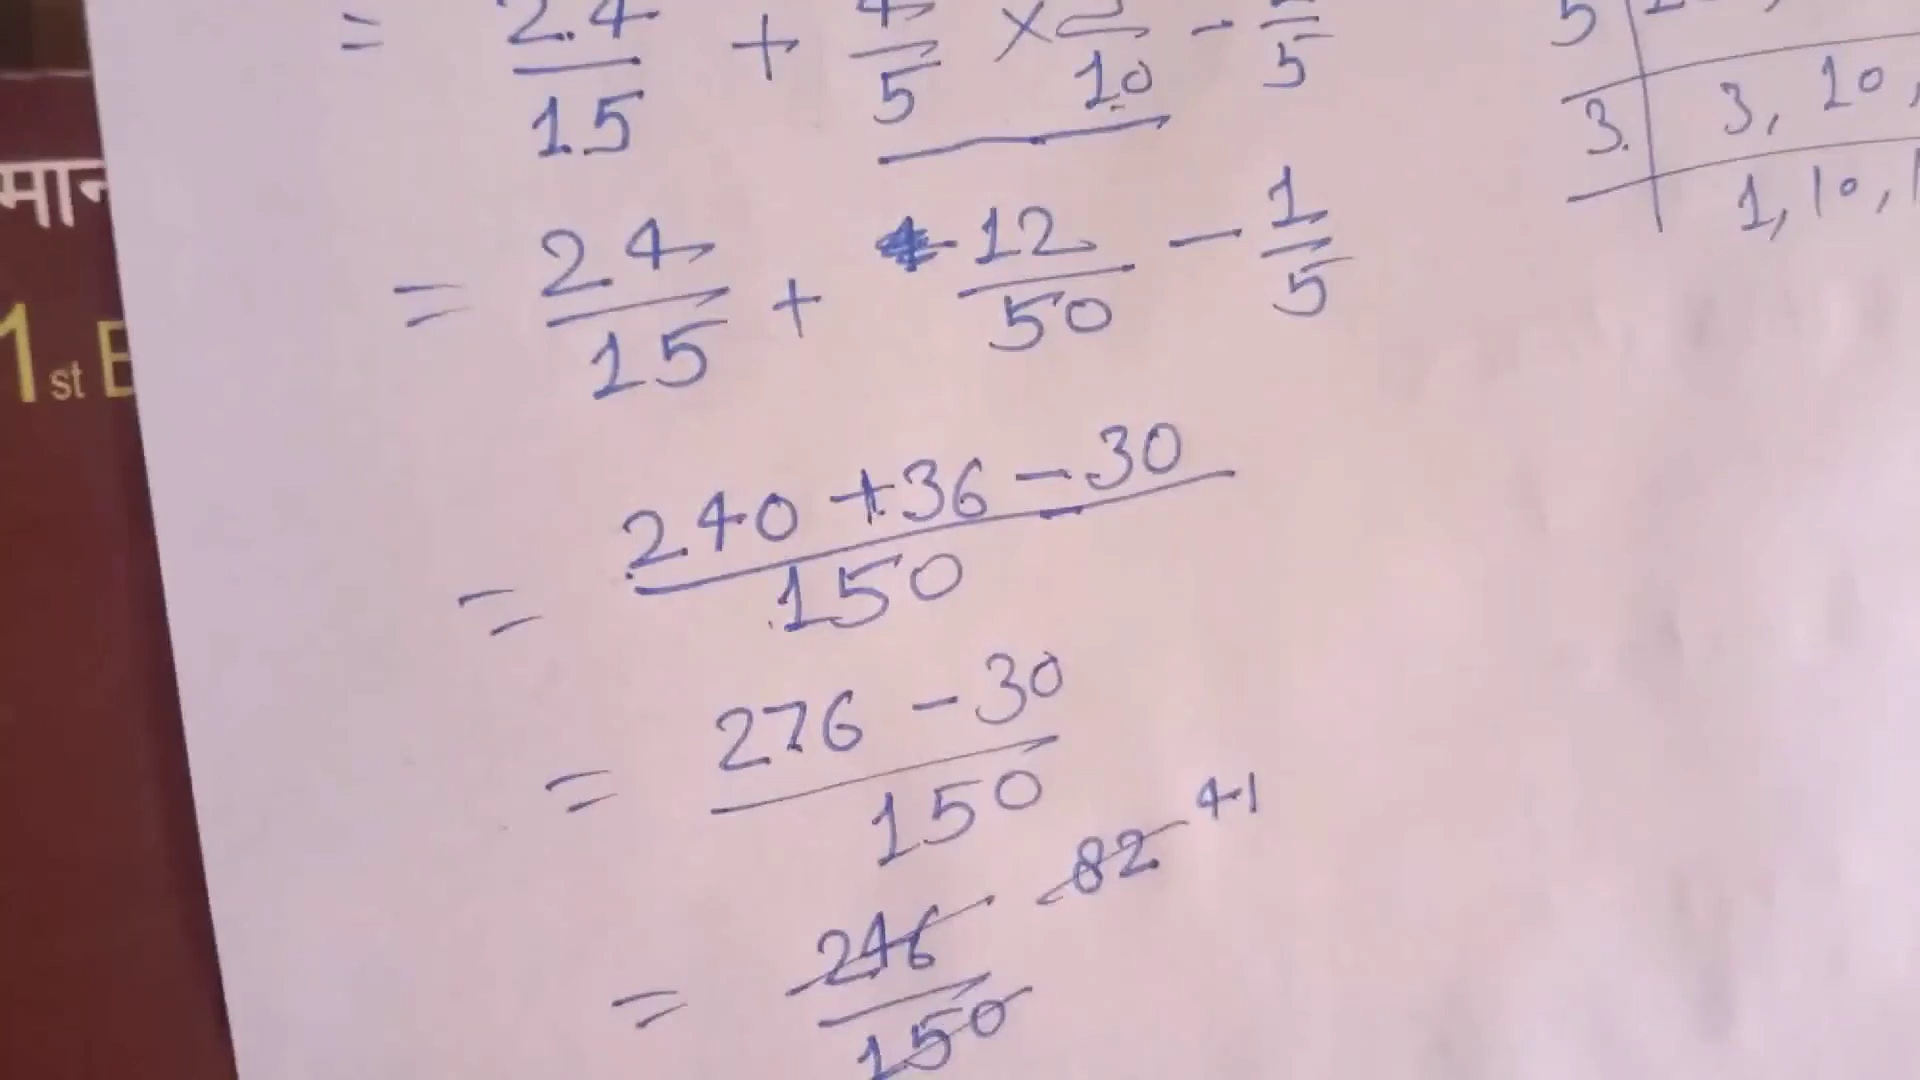 = 24/15 + 4/5 × 3/10 - 1/5
= 24/15 + 12/50 - 1/5
= 240 + 36 - 30 / 150
= 276 - 30 / 150
82 41
= 246/150
5
3 | 3, 10,
1, 10, 1
मान
1st E